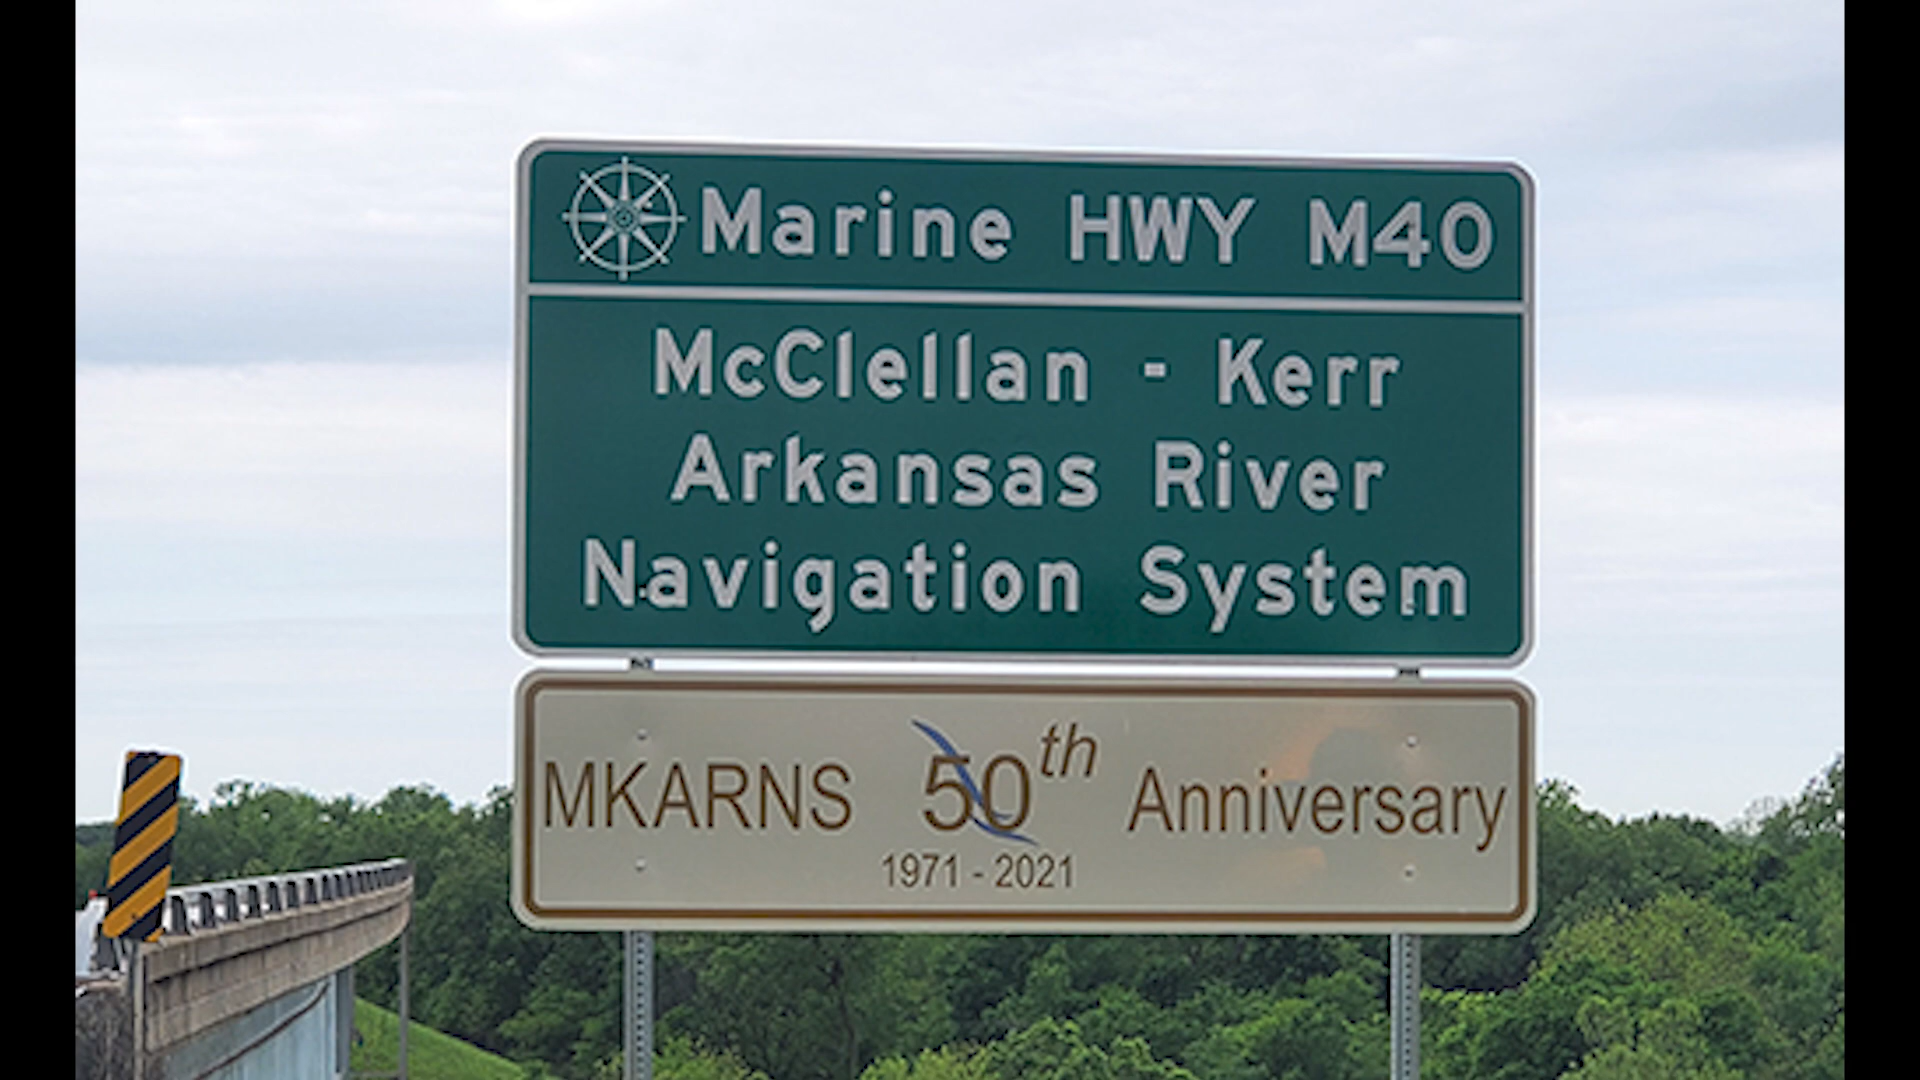 Marine HWY M40
McClellan - Kerr
Arkansas River
Navigation System
MKARNS 50th Anniversary
1971 - 2021